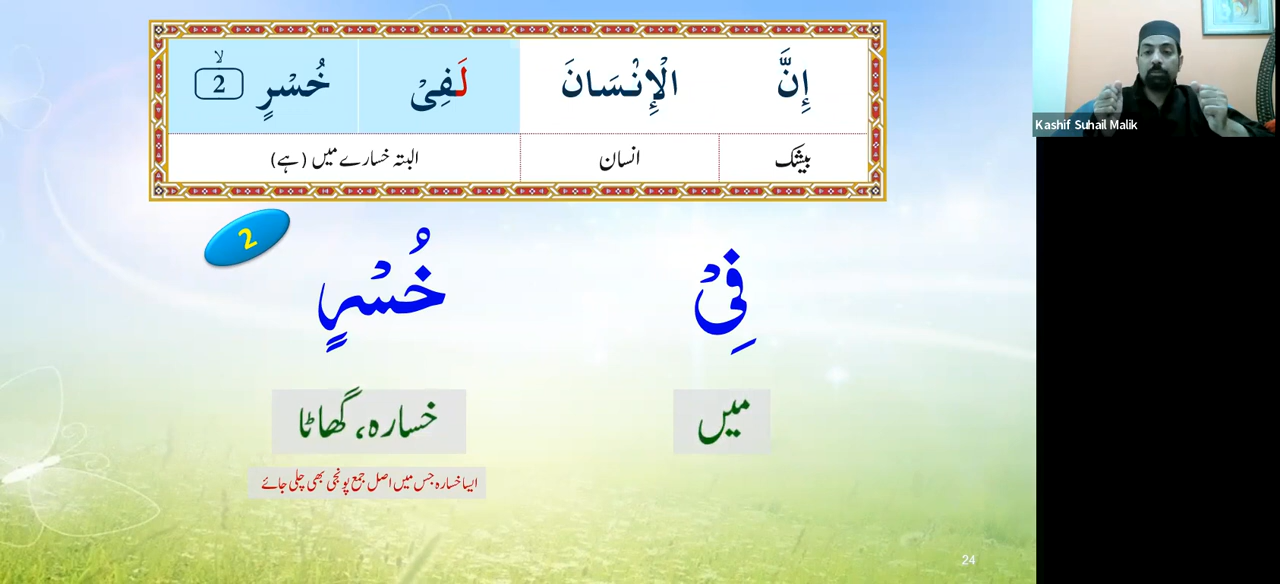 إِنَّ الْإِنْسَانَ لَفِیْ خُسْرٍ ۙ 2
بیشک انسان البتہ خسارے میں (ہے)
Kashif Suhail Malik
2
فِیْ خُسْرٍ
میں خسارہ، گھاٹا
ایسا خسارہ جس میں اصل جمع پونجی بھی چلی جائے
24